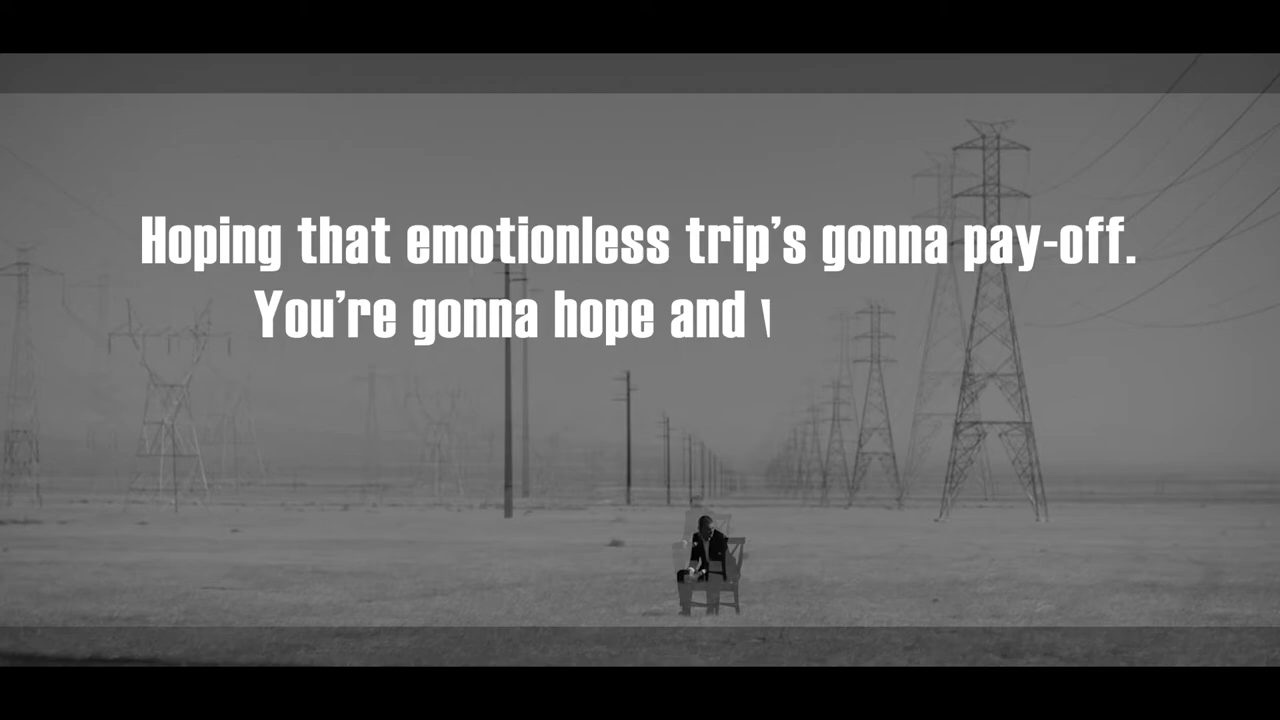 Hoping that emotionless trip's gonna pay-off.
You're gonna hope and